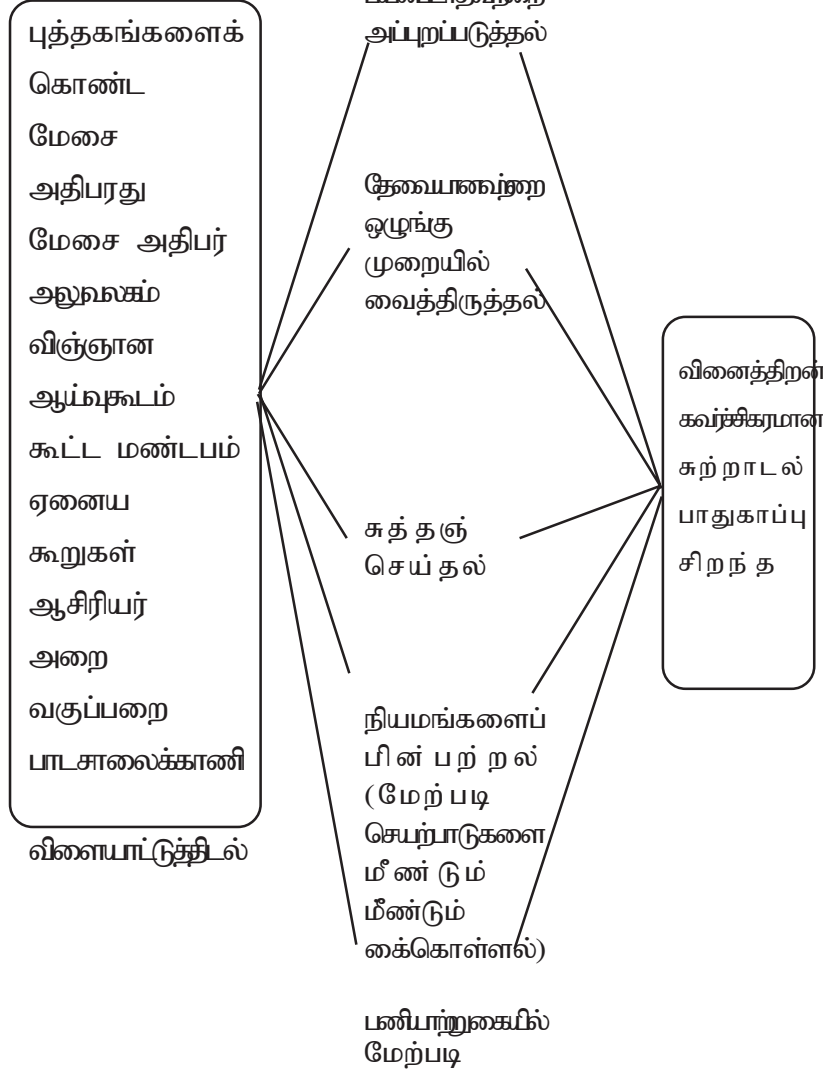 புத்தகங்களைக்
கொண்ட
மேசை
அதிபரது
மேசை அதிபர்
அலுவலகம்
விஞ்ஞான
ஆய்வுகூடம்
கூட்ட மண்டபம்
ஏனைய
கூறுகள்
ஆசிரியர்
அறை
வகுப்பறை
பாடசாலைக்காணி
விளையாட்டுத்திடல்
அப்புறப்படுத்தல்
தேவையானவற்றை
ஒழுங்கு
முறையில்
வைத்திருத்தல்
சுத்தஞ்
செய்தல்
நியமங்களைப்
பின்பற்றல்
(மேற்படி
செயற்பாடுகளை
மீண்டும்
மீண்டும்
கைக்கொள்ளல்)
பணியாற்றுகையில்
மேற்படி
வினைத்திறன்
கவர்ச்சிகரமான
சுற்றாடல்
பாதுகாப்பு
சிறந்த